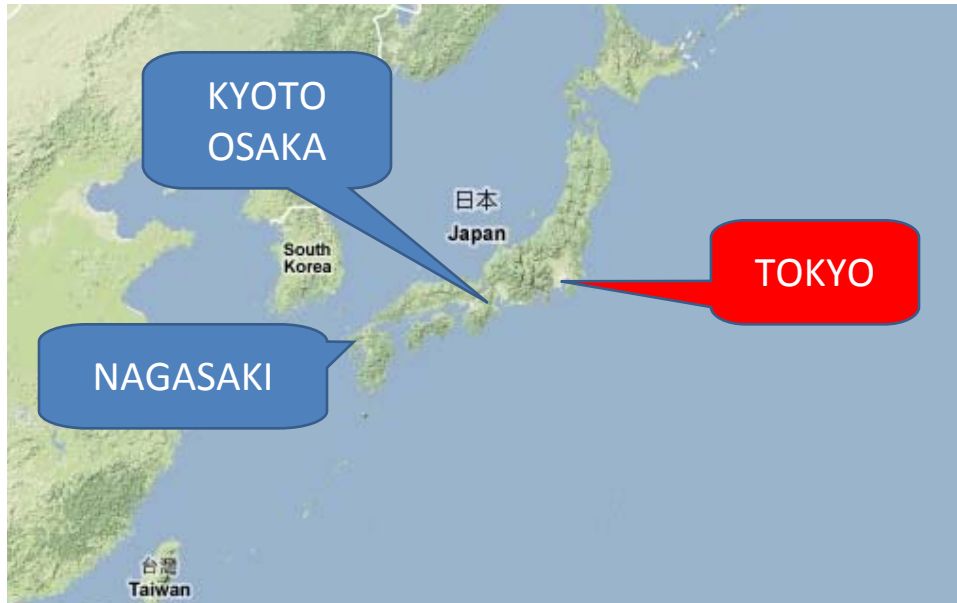 KYOTO
OSAKA
日本
Japan
South
Korea
TOKYO
NAGASAKI
台灣
Taiwan